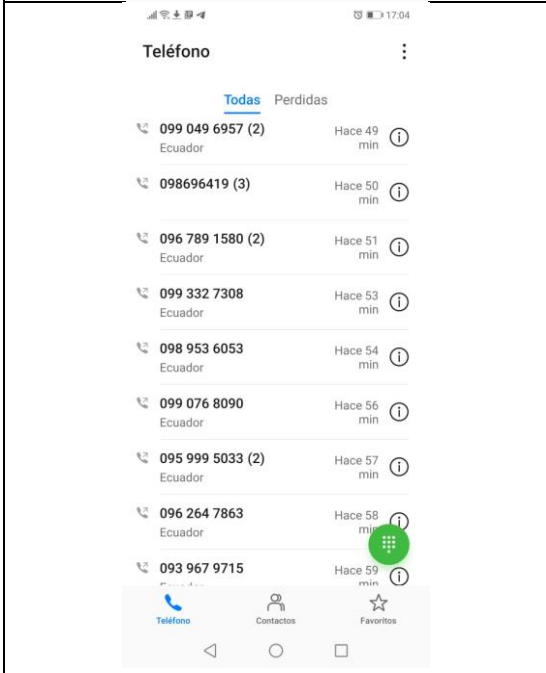 17:04
Teléfono
Todas Perdidas
099 049 6957 (2) Hace 49
Ecuador min
098696419 (3) Hace 50
min
096 789 1580 (2) Hace 51
Ecuador min
099 332 7308 Hace 53
Ecuador min
098 953 6053 Hace 54
Ecuador min
099 076 8090 Hace 56
Ecuador min
095 999 5033 (2) Hace 57
Ecuador min
096 264 7863 Hace 58
Ecuador min
093 967 9715 Hace 59
Ecuador min
Teléfono Contactos Favoritos